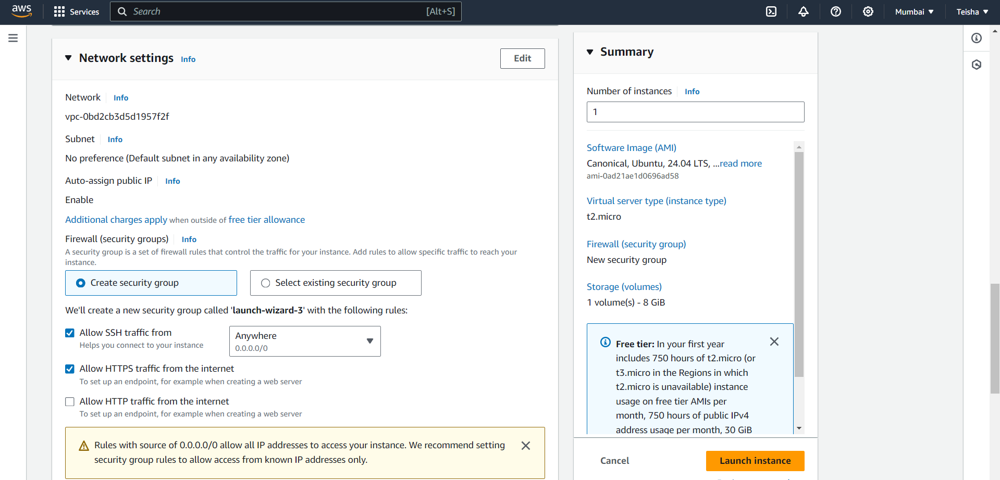 aws
Services
Search
[Alt+S]
Mumbai
Teisha
Network settings
Info
Edit
Network
Info
vpc-0bd2cb3d5d1957f2f
Subnet
Info
No preference (Default subnet in any availability zone)
Auto-assign public IP
Info
Enable
Additional charges apply when outside of free tier allowance
Firewall (security groups)
Info
A security group is a set of firewall rules that control the traffic for your instance. Add rules to allow specific traffic to reach your
instance.
Create security group
Select existing security group
We'll create a new security group called 'launch-wizard-3' with the following rules:
Allow SSH traffic from
Helps you connect to your instance
Anywhere
0.0.0.0/0
Allow HTTPS traffic from the internet
To set up an endpoint, for example when creating a web server
Allow HTTP traffic from the internet
To set up an endpoint, for example when creating a web server
Rules with source of 0.0.0.0/0 allow all IP addresses to access your instance. We recommend setting
security group rules to allow access from known IP addresses only.
Summary
Number of instances
Info
1
Software Image (AMI)
Canonical, Ubuntu, 24.04 LTS, ...read more
ami-0ad21ae1d0696ad58
Virtual server type (instance type)
t2.micro
Firewall (security group)
New security group
Storage (volumes)
1 volume(s) - 8 GiB
Free tier: In your first year
includes 750 hours of t2.micro (or
t3.micro in the Regions in which
t2.micro is unavailable) instance
usage on free tier AMIs per
month, 750 hours of public IPv4
address usage per month, 30 GiB
Cancel
Launch instance